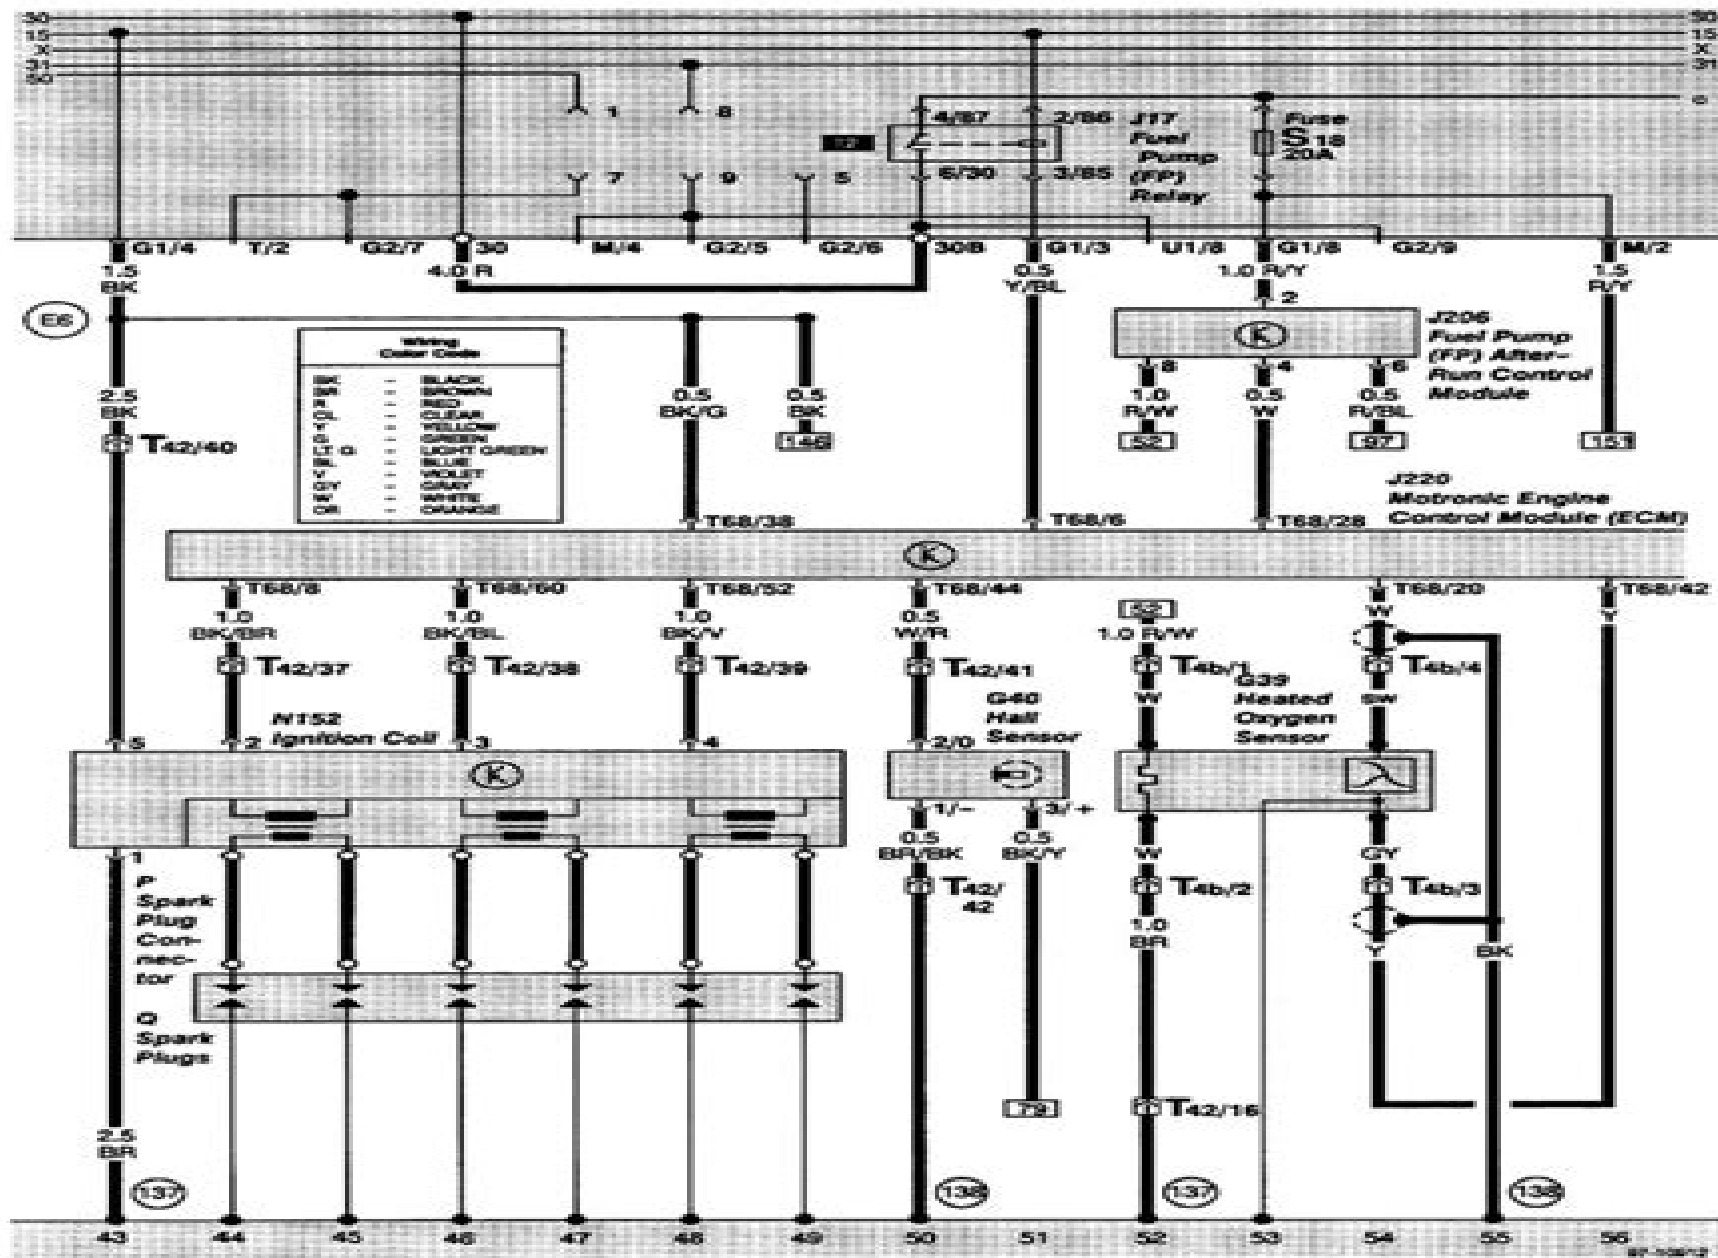 30
15
X
31
50
30
15
X
31
1
8
4/87
2/86
J17
Fuel
Pump
(FP)
Relay
Fuse
S 18
20A
7
9
5
6/30
3/85
G1/4
T/2
G2/7
30
M/4
G2/5
G2/6
30B
G1/3
U1/8
G1/8
G2/9
M/2
1.5
BK
4.0 R
0.5
Y/BL
1.0 R/Y
2
1.5
R/Y
E6
K
J206
Fuel Pump
(FP) After-
Run Control
Module
Wiring
Color Code
BK - BLACK
BR - BROWN
R - RED
CL - CLEAR
Y - YELLOW
G - GREEN
LT G - LIGHT GREEN
BL - BLUE
V - VIOLET
GY - GRAY
W - WHITE
OR - ORANGE
8
4
6
2.5
BK
0.5
BK/G
0.5
BK
1.0
R/W
0.5
W
0.5
R/BL
T42/40
146
52
97
151
J220
Motronic Engine
Control Module (ECM)
T68/38
T68/6
T68/28
K
T68/8
T68/60
T68/52
T68/44
T68/20
T68/42
1.0
BK/BR
1.0
BK/BL
1.0
BK/V
0.5
W/R
52
1.0 R/W
W
Y
T42/37
T42/38
T42/39
T42/41
T4b/1
T4b/4
N152
Ignition Coil
G40
Hall
Sensor
W
G39
Heated
Oxygen
Sensor
SW
5
2
3
4
2/0
K
1/-
3/+
1
0.5
BR/BK
0.5
BK/Y
W
GY
P
Spark
Plug
Con-
nec-
tor
T42/
42
T4b/2
T4b/3
1.0
BR
Y
BK
Q
Spark
Plugs
79
T42/16
2.5
BR
137
138
137
138
43
44
45
46
47
48
49
50
51
52
53
54
55
56